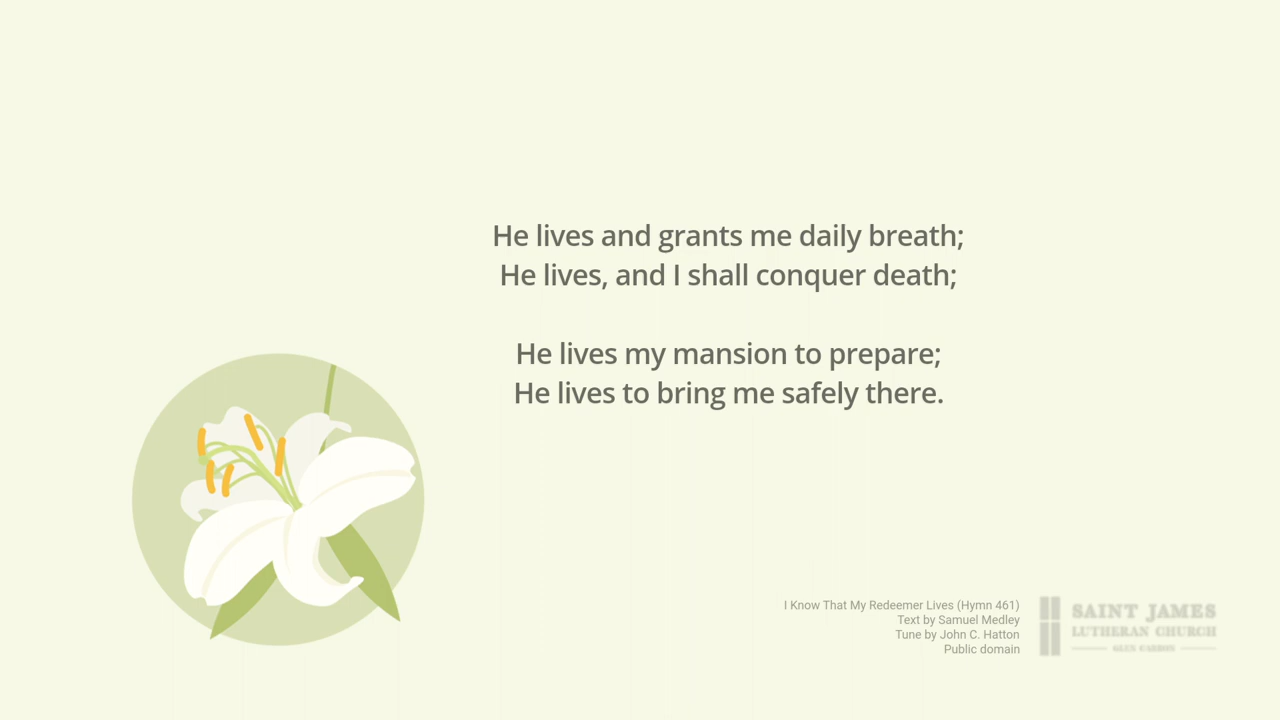 He lives and grants me daily breath;
He lives, and I shall conquer death;
He lives my mansion to prepare;
He lives to bring me safely there.
I Know That My Redeemer Lives (Hymn 461)
Text by Samuel Medley
Tune by John C. Hatton
Public domain
SAINT JAMES
LUTHERAN CHURCH
GLEN CARBON